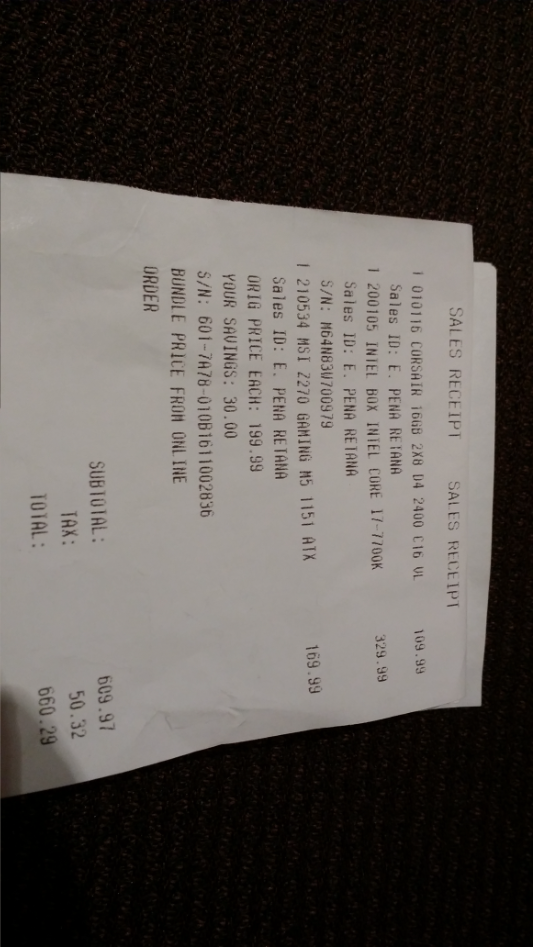 SALES RECEIPT SALES RECEIPT
1 010116 CORSAIR 16GB 2X8 D4 2400 C16 VL 109.99
Sales ID: E. PENA RETANA
1 200105 INTEL BOX INTEL CORE I7-7700K 329.99
Sales ID: E. PENA RETANA
S/N: M64N83W700979
1 210534 MSI Z270 GAMING M5 1151 ATX 169.99
Sales ID: E. PENA RETANA
ORIG PRICE EACH: 199.99
YOUR SAVINGS: 30.00
S/N: 601-7A78-010B1611002836
BUNDLE PRICE FROM ONLINE
ORDER
SUBTOTAL: 609.97
TAX: 50.32
TOTAL: 660.29